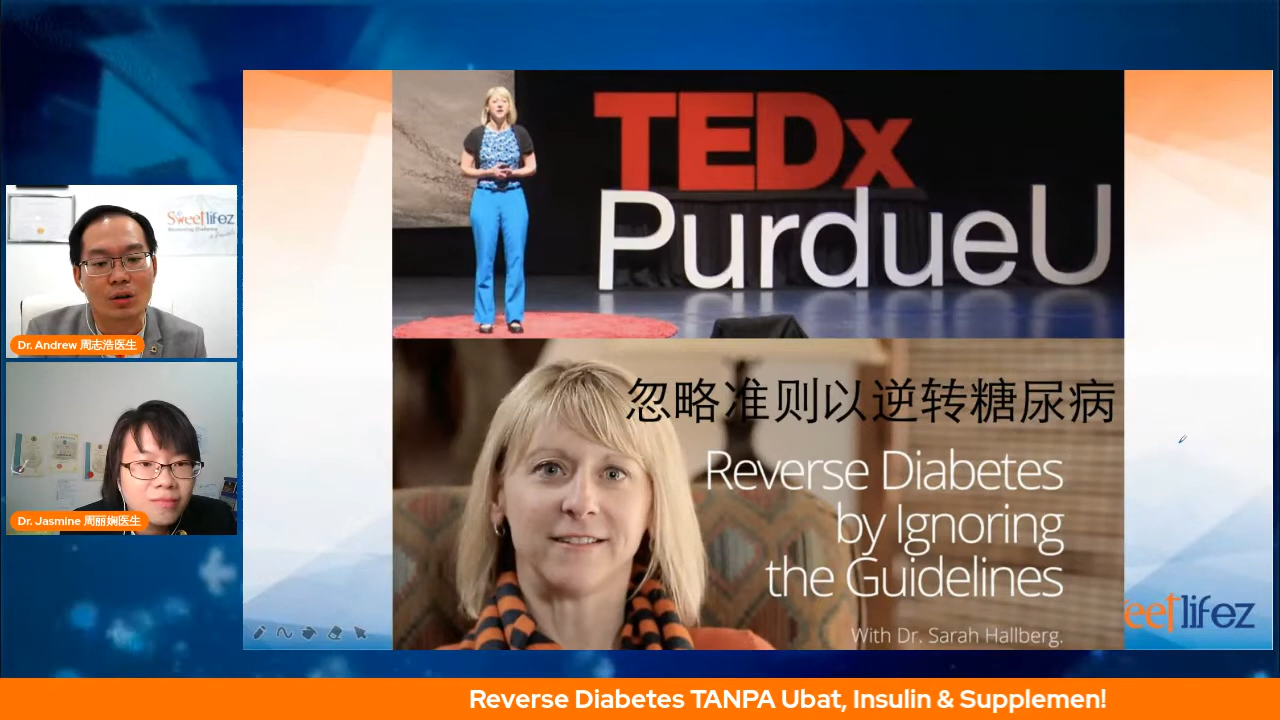 Sweetlifez
Dr. Andrew 周志浩医生
Dr. Jasmine 周丽娴医生
TEDx
PurdueU
忽略准则以逆转糖尿病
Reverse Diabetes
by Ignoring
the Guidelines
With Dr. Sarah Hallberg.
eetlifez
Reverse Diabetes TANPA Ubat, Insulin & Supplemen!